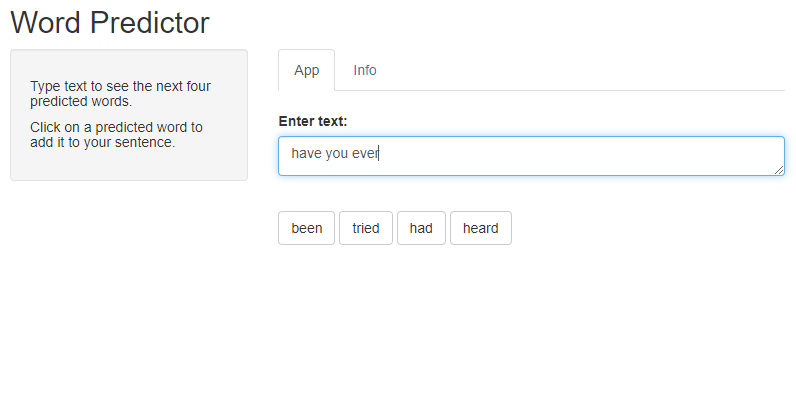 Word Predictor
Type text to see the next four
predicted words.
Click on a predicted word to
add it to your sentence.
App Info
Enter text:
have you ever
been tried had heard